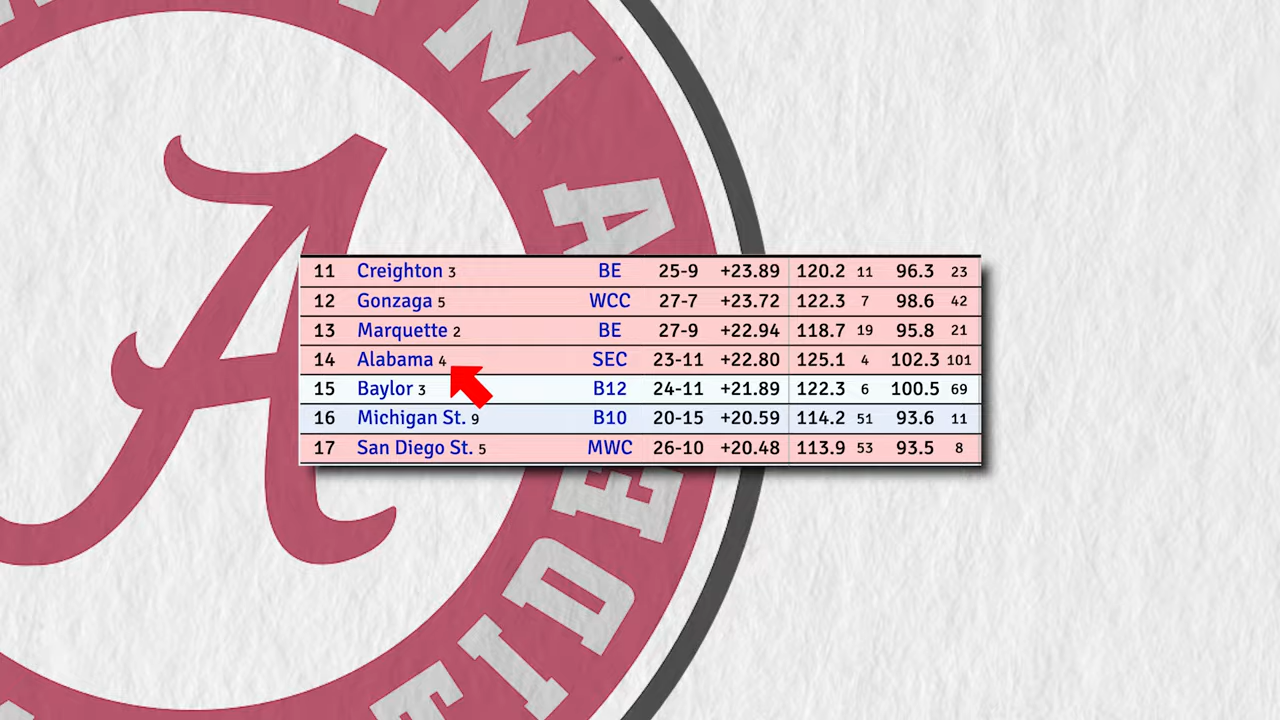 MA
11 Creighton 3 BE 25-9 +23.89 120.2 11 96.3 23
12 Gonzaga 5 WCC 27-7 +23.72 122.3 7 98.6 42
13 Marquette 2 BE 27-9 +22.94 118.7 19 95.8 21
14 Alabama 4 SEC 23-11 +22.80 125.1 4 102.3 101
15 Baylor 3 B12 24-11 +21.89 122.3 6 100.5 69
16 Michigan St. 9 B10 20-15 +20.59 114.2 51 93.6 11
17 San Diego St. 5 MWC 26-10 +20.48 113.9 53 93.5 8
A
EDI